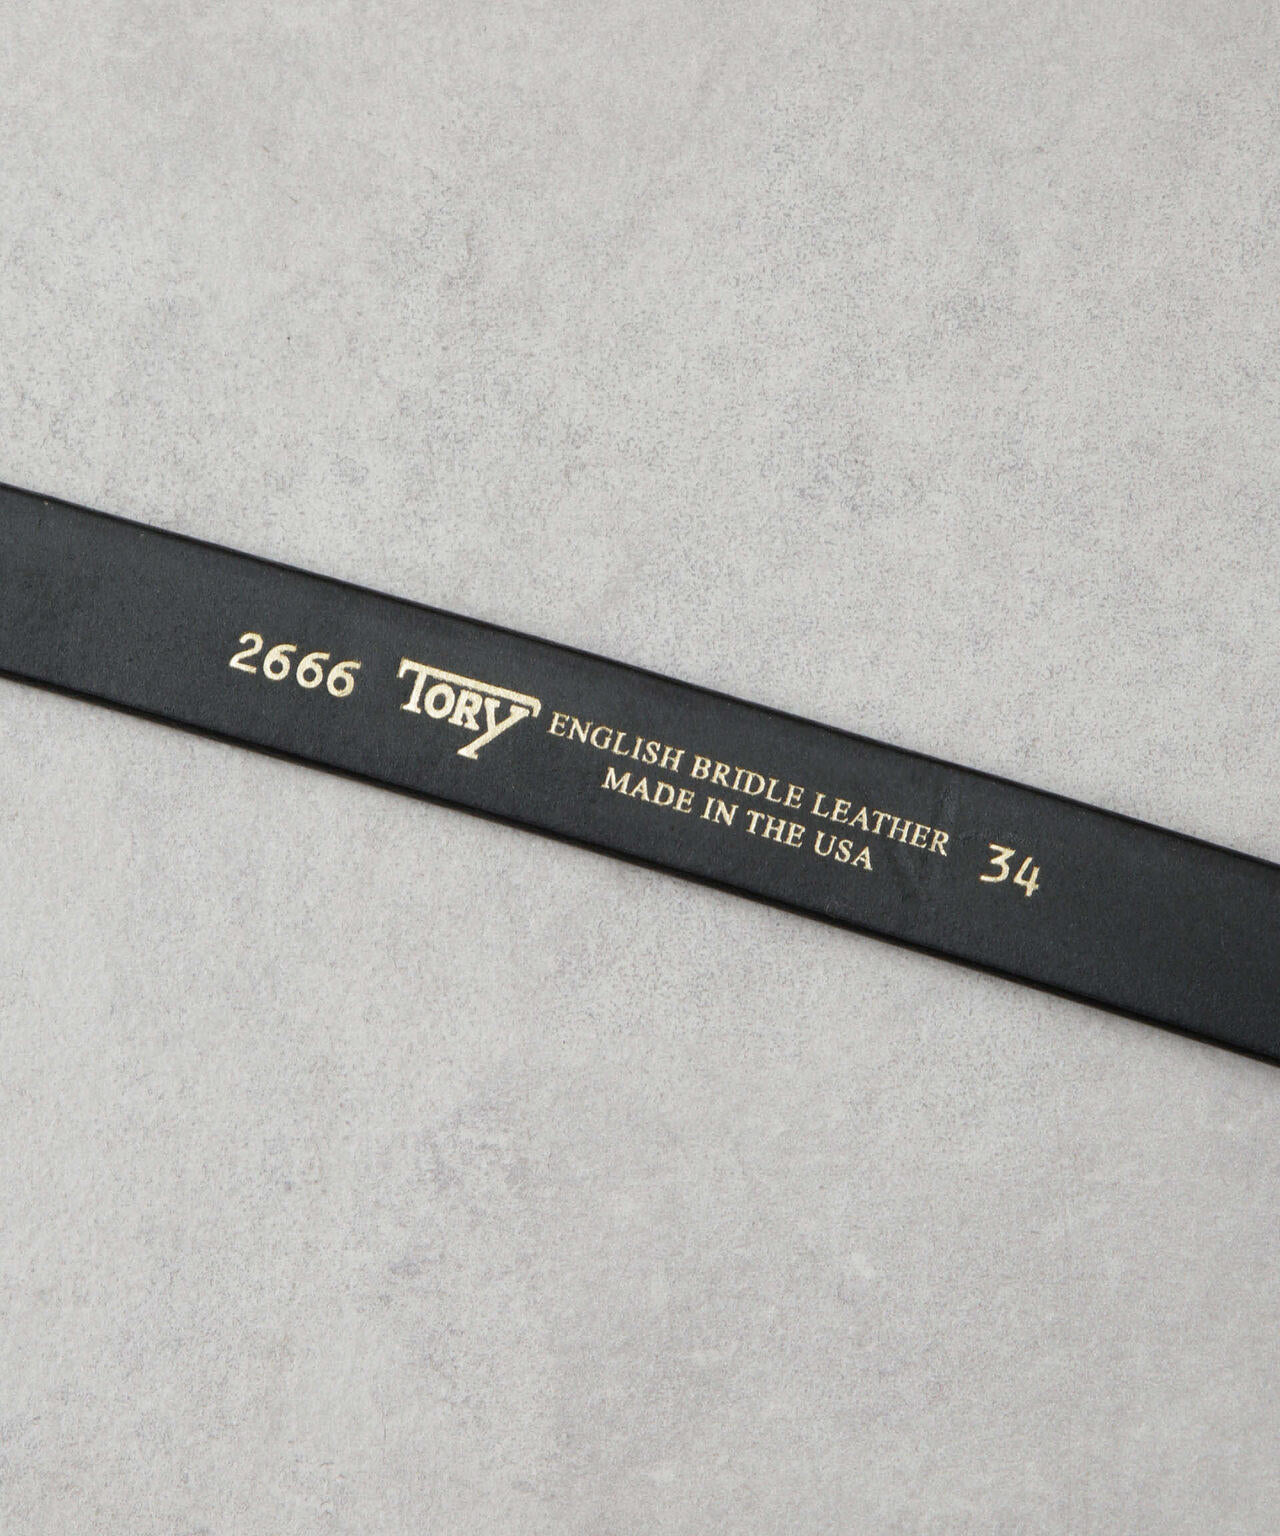 2666 TORY ENGLISH BRIDLE LEATHER 34
MADE IN THE USA